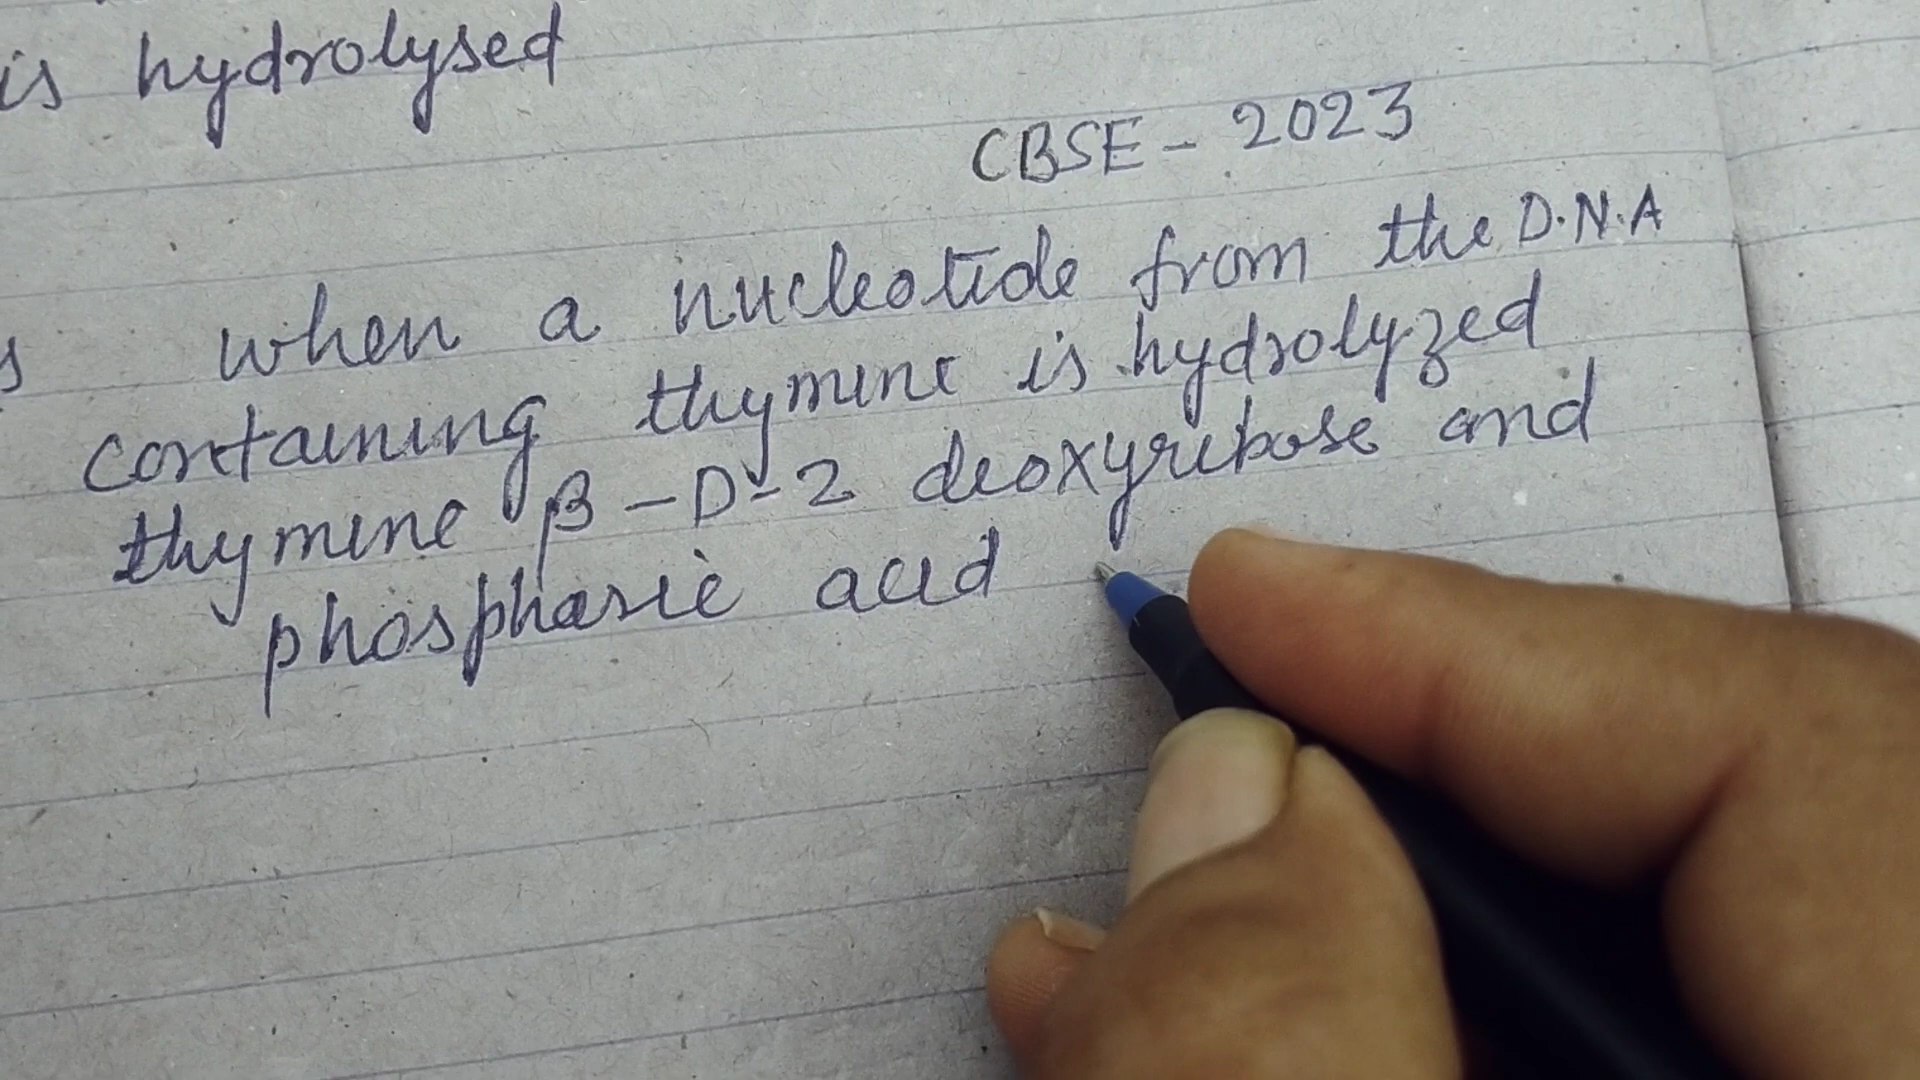 is hydrolysed
CBSE - 2023
s when a nucleotide from the D.N.A
containing thymine is hydrolyzed
thymine β-D-2 deoxyribose and
phosphoric acid